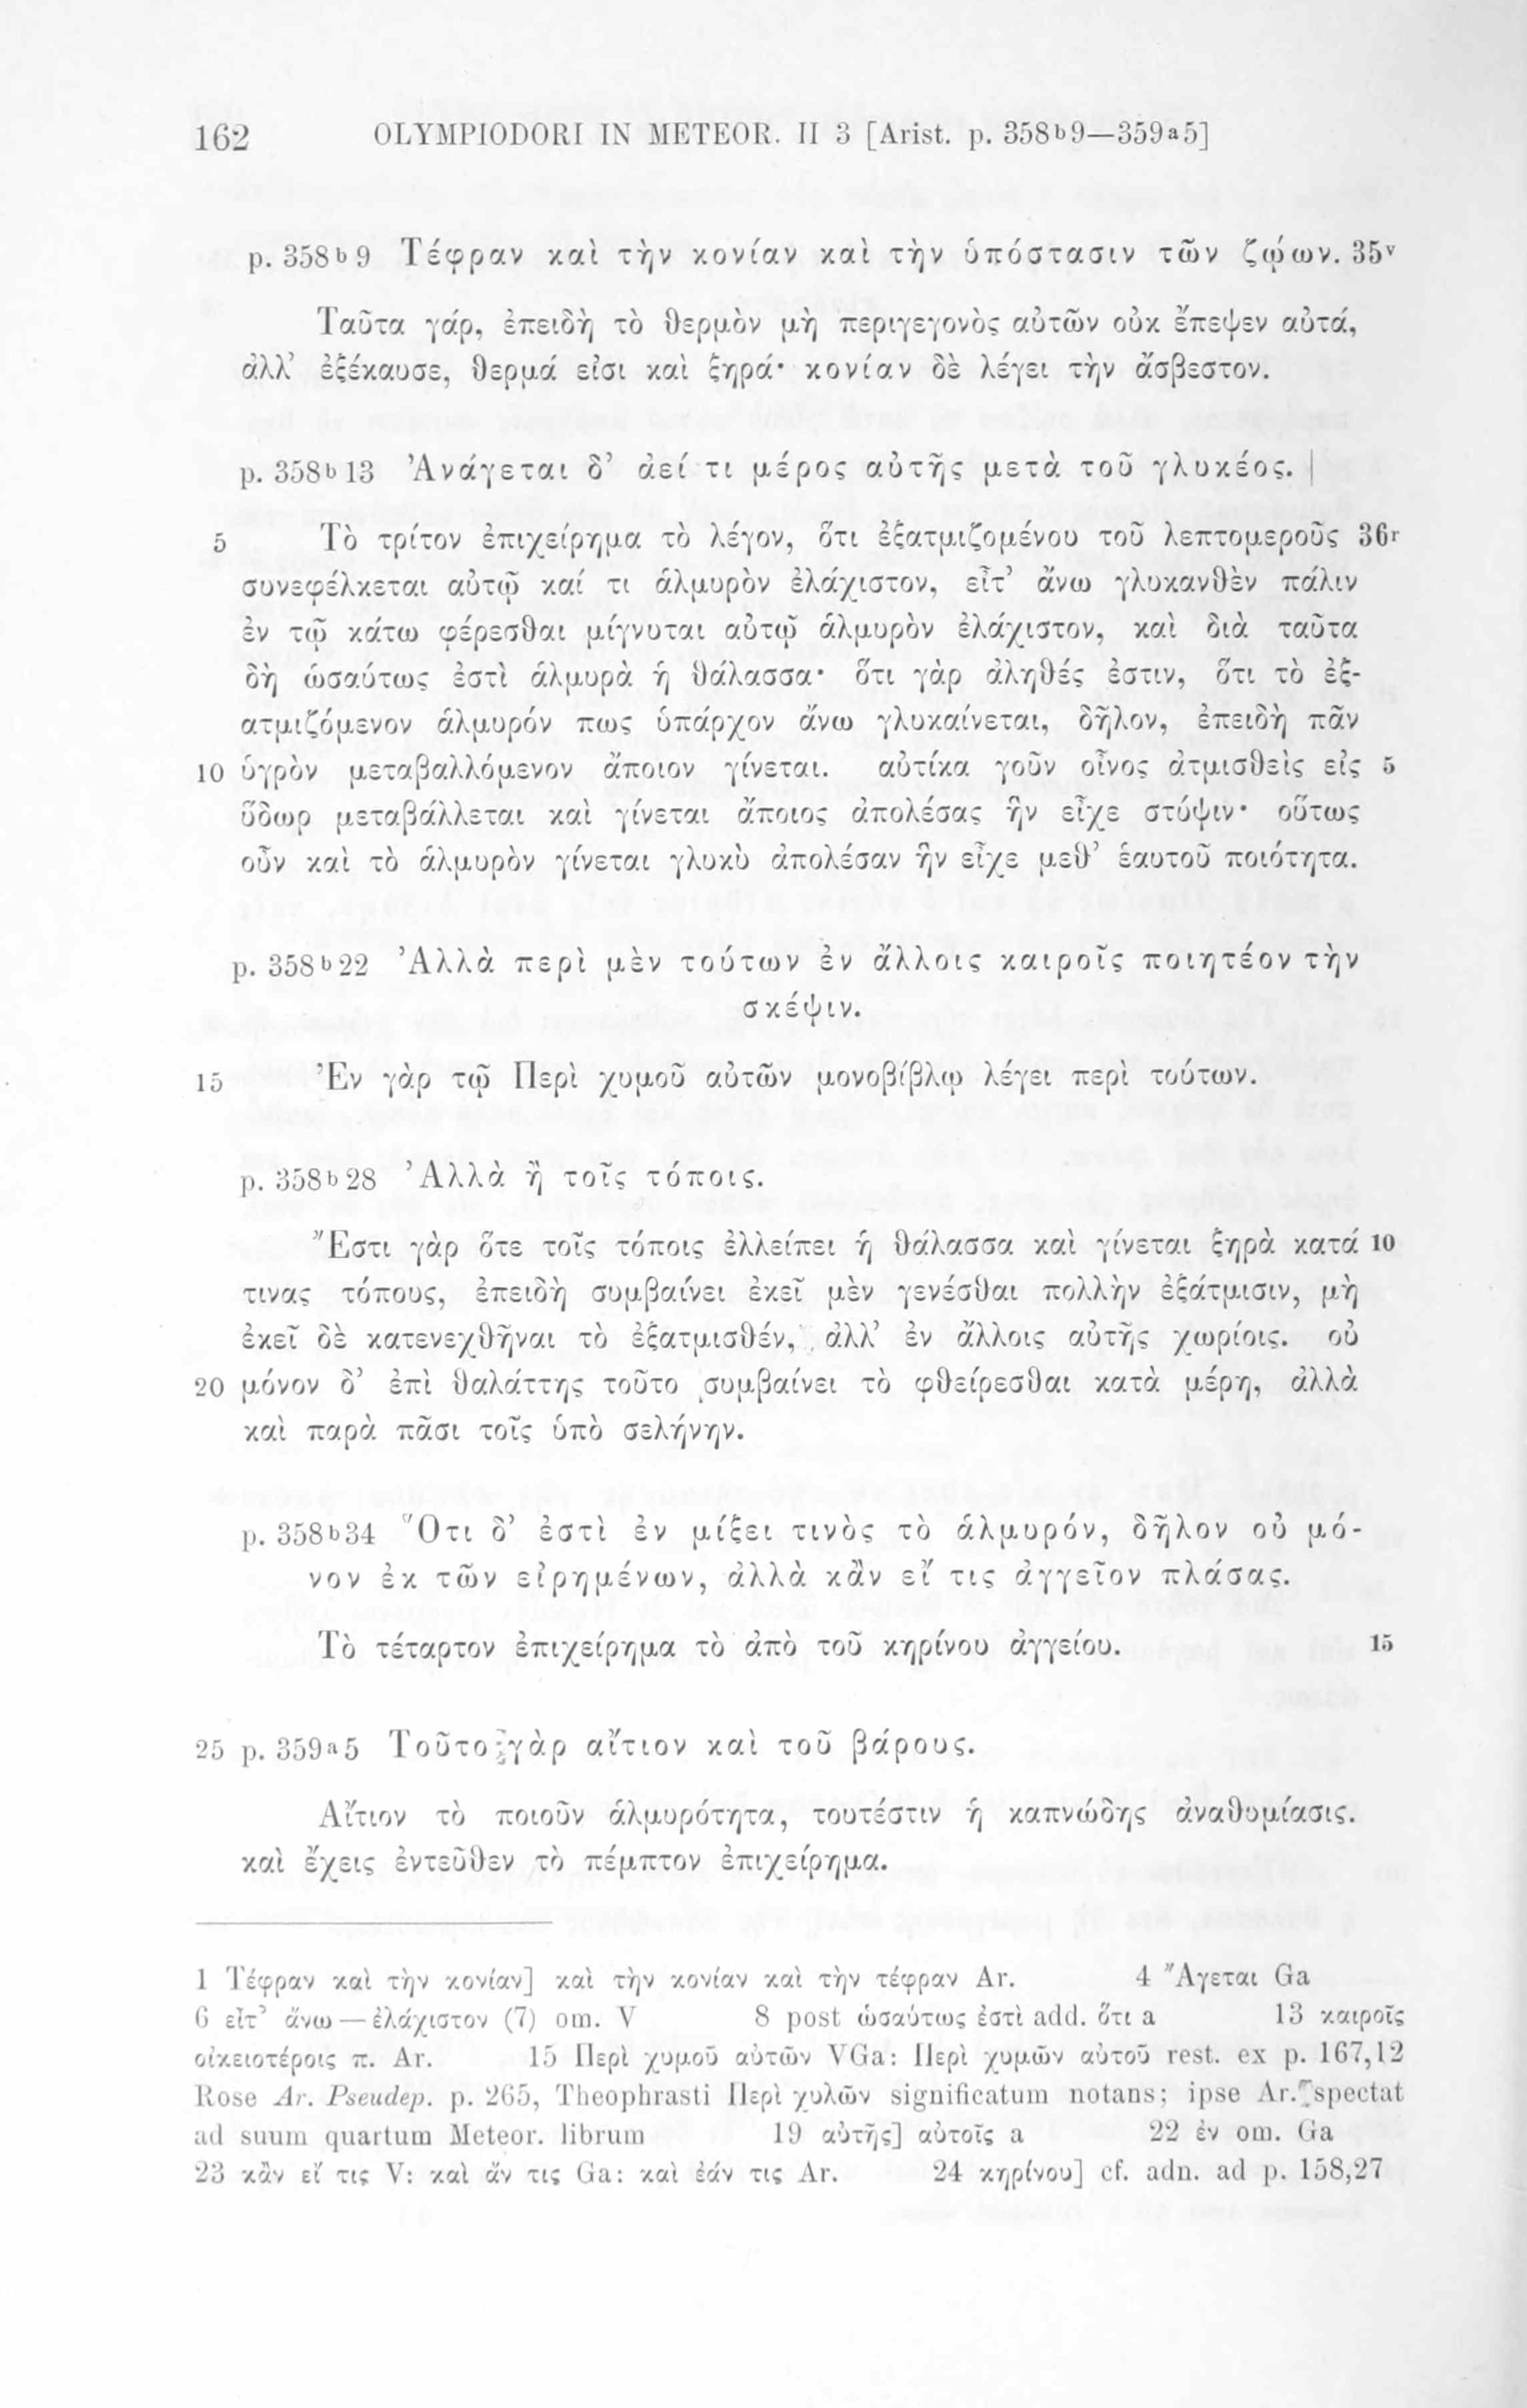 162 OLYMPIODORI IN METEOR. II 3 [Arist. p. 358ᵇ9—359ᵃ5]
p. 358ᵇ9 Τέφραν καὶ τὴν κονίαν καὶ τὴν ὑπόστασιν τῶν ζῴων. 35ᵛ
Ταῦτα γάρ, ἐπειδὴ τὸ θερμὸν μὴ περιγεγονὸς αὐτῶν οὐκ ἔπεψεν αὐτά,
ἀλλ’ ἐξέκαυσε, θερμά εἰσι καὶ ξηρά· κονίαν δὲ λέγει τὴν ἄσβεστον.
p. 358ᵇ13 Ἀνάγεται δ’ ἀεί τι μέρος αὐτῆς μετὰ τοῦ γλυκέος. |
5 Τὸ τρίτον ἐπιχείρημα τὸ λέγον, ὅτι ἐξατμιζομένου τοῦ λεπτομεροῦς 36ʳ
συνεφέλκεται αὐτῷ καί τι ἁλμυρὸν ἐλάχιστον, εἶτ’ ἄνω γλυκανθὲν πάλιν
ἐν τῷ κάτω φέρεσθαι μίγνυται αὐτῷ ἁλμυρὸν ἐλάχιστον, καὶ διὰ ταῦτα
δὴ ὡσαύτως ἐστὶ ἁλμυρὰ ἡ θάλασσα· ὅτι γὰρ ἀληθές ἐστιν, ὅτι τὸ ἐξ-
ατμιζόμενον ἁλμυρόν πως ὑπάρχον ἄνω γλυκαίνεται, δῆλον, ἐπειδὴ πᾶν
10 ὑγρὸν μεταβαλλόμενον ἄποιον γίνεται. αὐτίκα γοῦν οἶνος ἀτμισθεὶς εἰς 5
ὕδωρ μεταβάλλεται καὶ γίνεται ἄποιος ἀπολέσας ἣν εἶχε στύψιν· οὕτως
οὖν καὶ τὸ ἁλμυρὸν γίνεται γλυκὺ ἀπολέσαν ἣν εἶχε μεθ’ ἑαυτοῦ ποιότητα.
p. 358ᵇ22 Ἀλλὰ περὶ μὲν τούτων ἐν ἄλλοις καιροῖς ποιητέον τὴν
σκέψιν.
15 Ἐν γὰρ τῷ Περὶ χυμοῦ αὐτῶν μονοβίβλῳ λέγει περὶ τούτων.
p. 358ᵇ28 Ἀλλὰ ἢ τοῖς τόποις.
Ἔστι γὰρ ὅτε τοῖς τόποις ἐλλείπει ἡ θάλασσα καὶ γίνεται ξηρὰ κατά 10
τινας τόπους, ἐπειδὴ συμβαίνει ἐκεῖ μὲν γενέσθαι πολλὴν ἐξάτμισιν, μὴ
ἐκεῖ δὲ κατενεχθῆναι τὸ ἐξατμισθέν, ἀλλ’ ἐν ἄλλοις αὐτῆς χωρίοις. οὐ
20 μόνον δ’ ἐπὶ θαλάττης τοῦτο συμβαίνει τὸ φθείρεσθαι κατὰ μέρη, ἀλλὰ
καὶ παρὰ πᾶσι τοῖς ὑπὸ σελήνην.
p. 358ᵇ34 Ὅτι δ’ ἐστὶ ἐν μίξει τινὸς τὸ ἁλμυρόν, δῆλον οὐ μό-
νον ἐκ τῶν εἰρημένων, ἀλλὰ κἂν εἴ τις ἀγγεῖον πλάσας.
Τὸ τέταρτον ἐπιχείρημα τὸ ἀπὸ τοῦ κηρίνου ἀγγείου. 15
25 p. 359ᵃ5 Τοῦτο γὰρ αἴτιον καὶ τοῦ βάρους.
Αἴτιον τὸ ποιοῦν ἁλμυρότητα, τουτέστιν ἡ καπνώδης ἀναθυμίασις.
καὶ ἔχεις ἐντεῦθεν τὸ πέμπτον ἐπιχείρημα.
1 Τέφραν καὶ τὴν κονίαν] καὶ τὴν κονίαν καὶ τὴν τέφραν Ar. 4 Ἄγεται Ga
6 εἶτ’ ἄνω — ἐλάχιστον (7) om. V 8 post ὡσαύτως ἐστὶ add. ὅτι a 13 καιροῖς
οἰκειοτέροις π. Ar. 15 Περὶ χυμοῦ αὐτῶν VGa: Περὶ χυμῶν αὐτοῦ rest. ex p. 167,12
Rose Ar. Pseudep. p. 265, Theophrasti Περὶ χυλῶν significatum notans; ipse Ar. spectat
ad suum quartum Meteor. librum 19 αὐτῆς] αὐτοῖς a 22 ἐν om. Ga
23 κἂν εἴ τις V: καὶ ἄν τις Ga: καὶ ἐάν τις Ar. 24 κηρίνου] cf. adn. ad p. 158,27